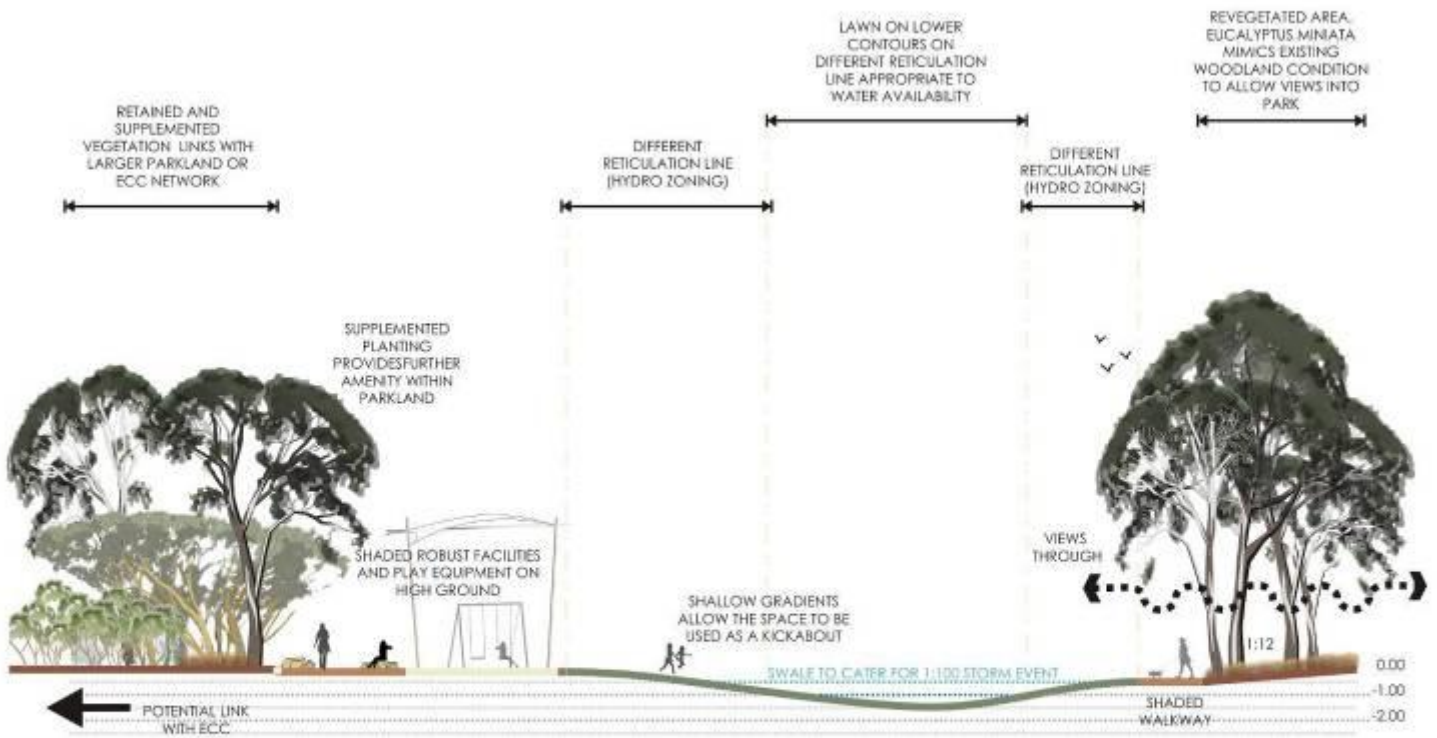 RETAINED AND
SUPPLEMENTED
VEGETATION LINKS WITH
LARGER PARKLAND OR
ECC NETWORK
DIFFERENT
RETICULATION LINE
(HYDRO ZONING)
LAWN ON LOWER
CONTOURS ON
DIFFERENT RETICULATION
LINE APPROPRIATE TO
WATER AVAILABILITY
DIFFERENT
RETICULATION LINE
(HYDRO ZONING)
REVEGETATED AREA.
EUCALYPTUS MINIATA
MIMICS EXISTING
WOODLAND CONDITION
TO ALLOW VIEWS INTO
PARK
SUPPLEMENTED
PLANTING
PROVIDESFURTHER
AMENITY WITHIN
PARKLAND
SHADED ROBUST FACILITIES
AND PLAY EQUIPMENT ON
HIGH GROUND
SHALLOW GRADIENTS
ALLOW THE SPACE TO BE
USED AS A KICKABOUT
VIEWS
THROUGH
1:12
SWALE TO CATER FOR 1:100 STORM EVENT
0.00
-1.00
-2.00
POTENTIAL LINK
WITH ECC
SHADED
WALKWAY